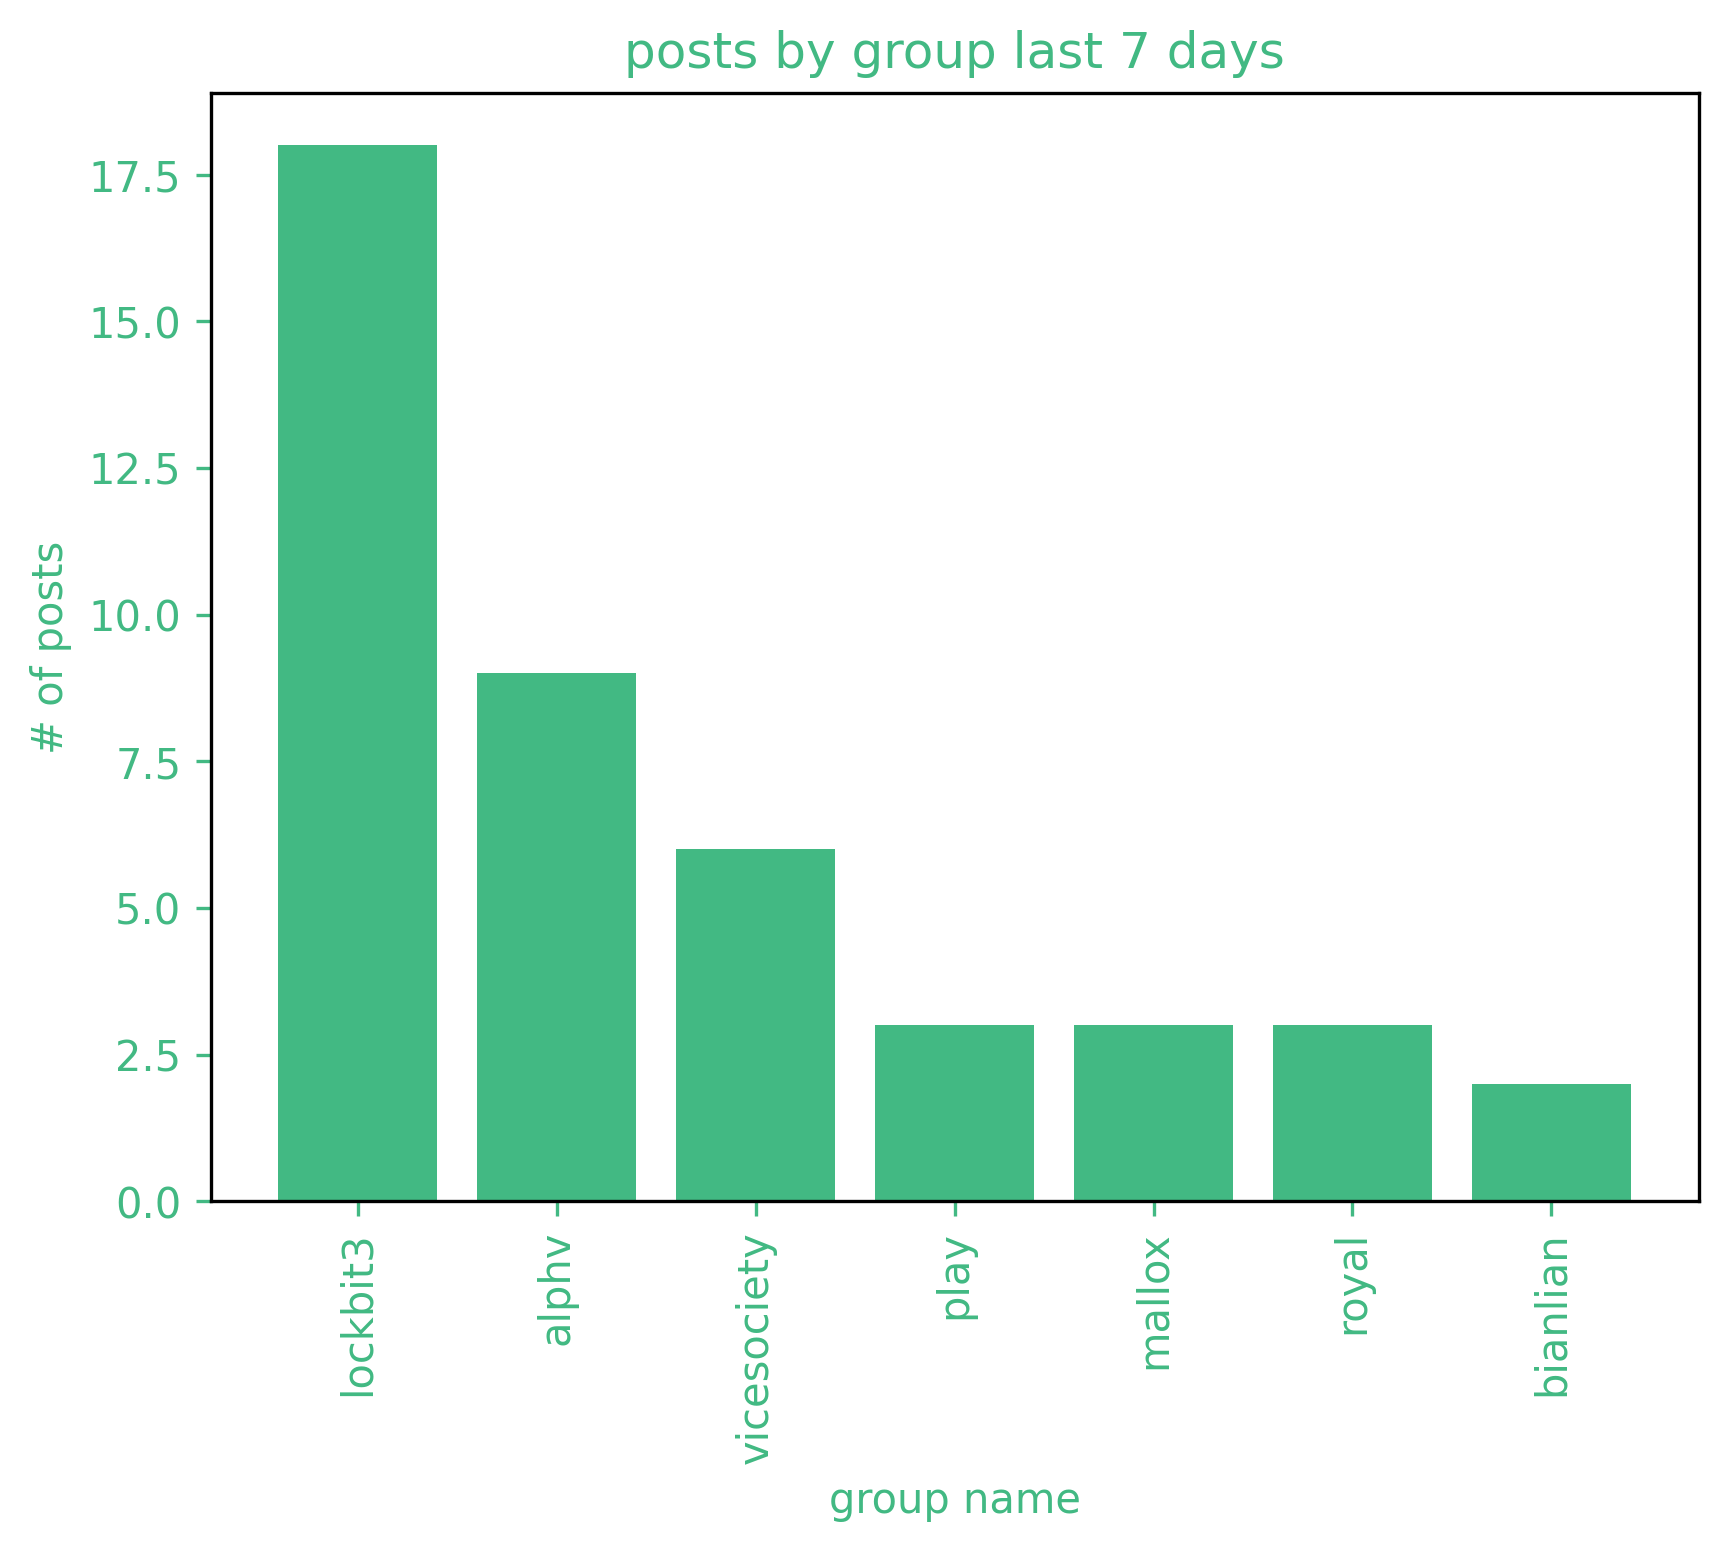 posts by group last 7 days
# of posts
17.5
15.0
12.5
10.0
7.5
5.0
2.5
0.0
lockbit3
alphv
vicesociety
play
mallox
royal
bianlian
group name